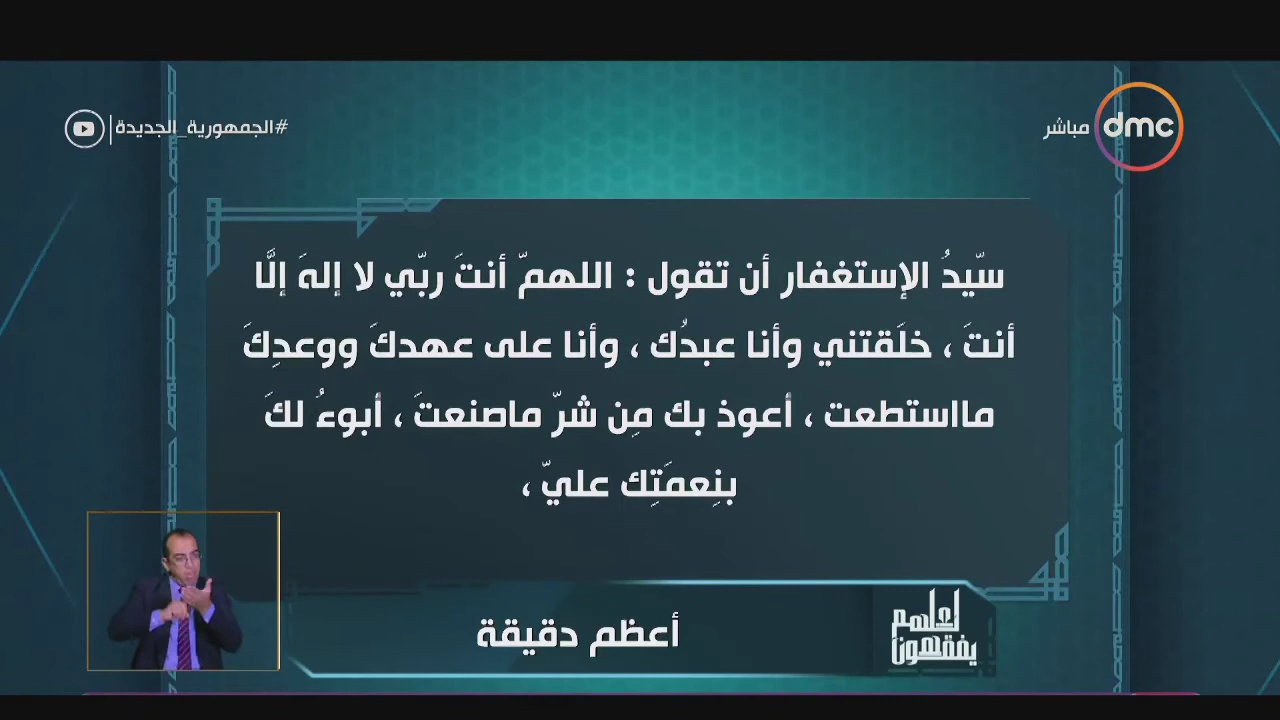 #الجمهورية_الجديدة
dmc
مباشر
سّيدُ الإستغفار أن تقول : اللهمّ أنتَ ربّي لا إلهَ إلَّا
أنتَ ، خلَقتني وأنا عبدُك ، وأنا على عهدكَ ووعدِكَ
مااستطعت ، أعوذ بك مِن شرّ ماصنعتَ ، أبوءُ لكَ
بنِعمَتِك عليّ ،
أعظم دقيقة
لعلهم
يفقهون